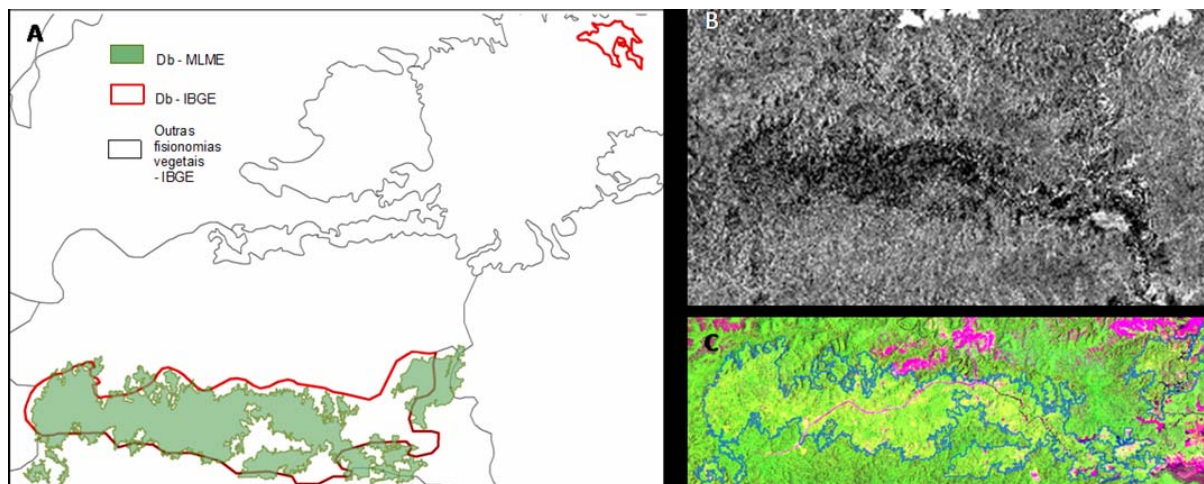 A
Db - MLME
Db - IBGE
Outras
fisionomias
vegetais
- IBGE
B
C